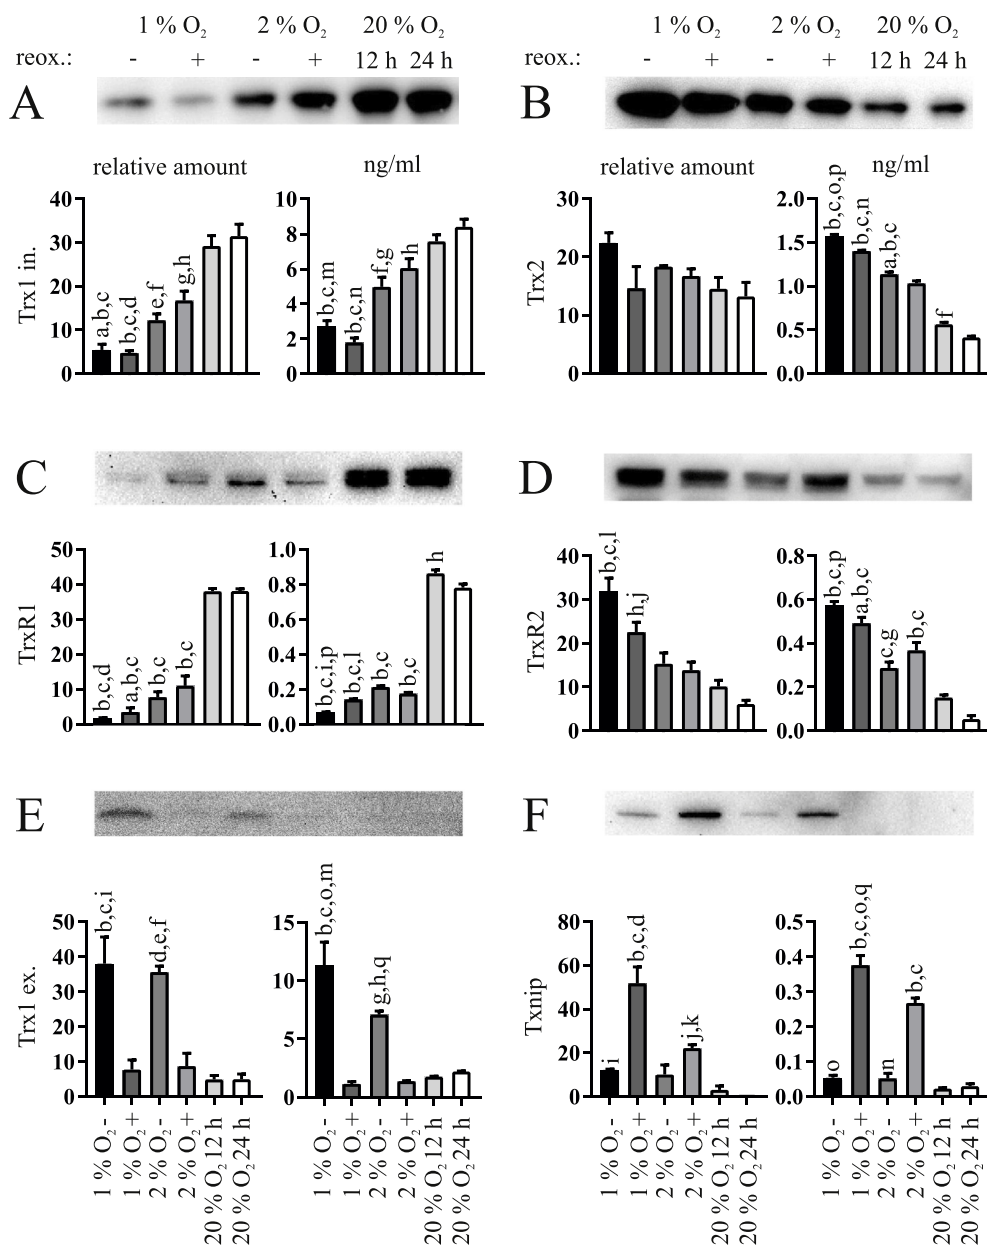 1 % O₂ 2 % O₂ 20 % O₂
reox.: - + - + 12 h 24 h
A
relative amount ng/ml
Trx1 in.
40
30
20
10
0
a,b,c b,c,d e,f g,h
10
8
6
4
2
0
b,c,m b,c,n f,g h
1 % O₂ 2 % O₂ 20 % O₂
- + - + 12 h 24 h
B
relative amount ng/ml
Trx2
30
20
10
0
2.0
1.5
1.0
0.5
0.0
b,c,o,p b,c,n a,b,c f
C
TrxR1
50
40
30
20
10
0
b,c,d a,b,c b,c b,c
1.0
0.8
0.6
0.4
0.2
0.0
b,c,i,p b,c,l b,c b,c h
D
TrxR2
40
30
20
10
0
b,c,l h,j
0.8
0.6
0.4
0.2
0.0
b,c,p a,b,c c,g b,c
E
Trx1 ex.
50
40
30
20
10
0
b,c,i d,e,f
1 % O₂ -
1 % O₂ +
2 % O₂ -
2 % O₂ +
20 % O₂ 12 h
20 % O₂ 24 h
15
10
5
0
b,c,o,m g,h,q
1 % O₂ -
1 % O₂ +
2 % O₂ -
2 % O₂ +
20 % O₂ 12 h
20 % O₂ 24 h
F
Txnip
80
60
40
20
0
i b,c,d j,k
1 % O₂ -
1 % O₂ +
2 % O₂ -
2 % O₂ +
20 % O₂ 12 h
20 % O₂ 24 h
0.5
0.4
0.3
0.2
0.1
0.0
o b,c,o,q n b,c
1 % O₂ -
1 % O₂ +
2 % O₂ -
2 % O₂ +
20 % O₂ 12 h
20 % O₂ 24 h